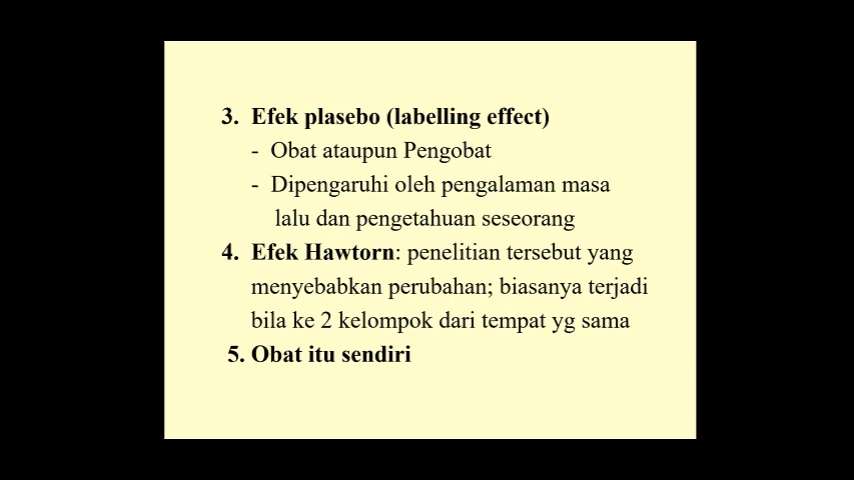 3. Efek plasebo (labelling effect)
- Obat ataupun Pengobat
- Dipengaruhi oleh pengalaman masa
lalu dan pengetahuan seseorang
4. Efek Hawtorn: penelitian tersebut yang
menyebabkan perubahan; biasanya terjadi
bila ke 2 kelompok dari tempat yg sama
5. Obat itu sendiri